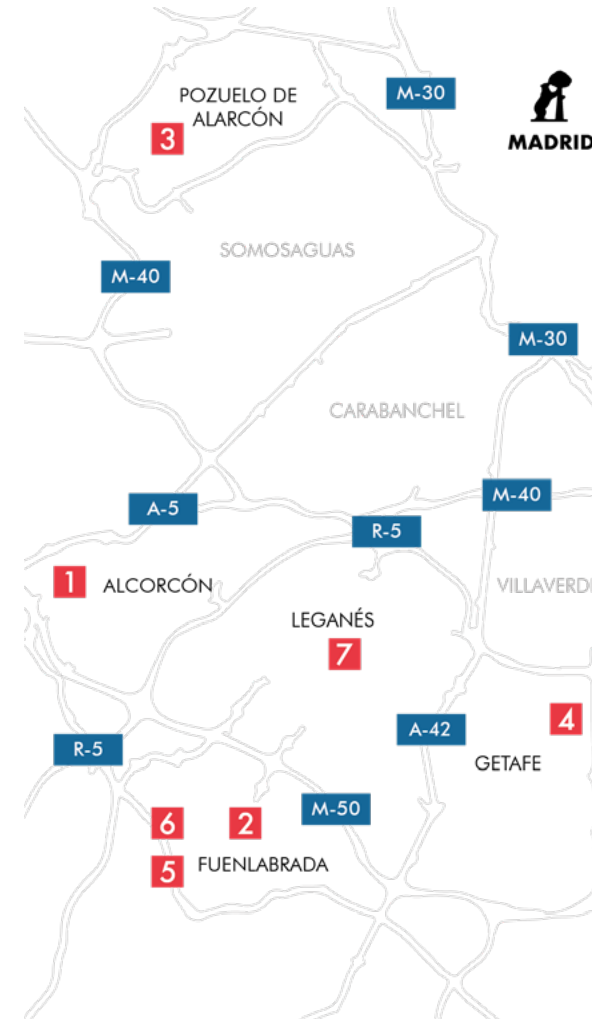 M-30
POZUELO DE
ALARCÓN
3
MADRID
SOMOSAGUAS
M-40
M-30
CARABANCHEL
M-40
A-5
R-5
1
ALCORCÓN
VILLAVERDE
LEGANÉS
7
4
A-42
R-5
GETAFE
6
2
M-50
5
FUENLABRADA